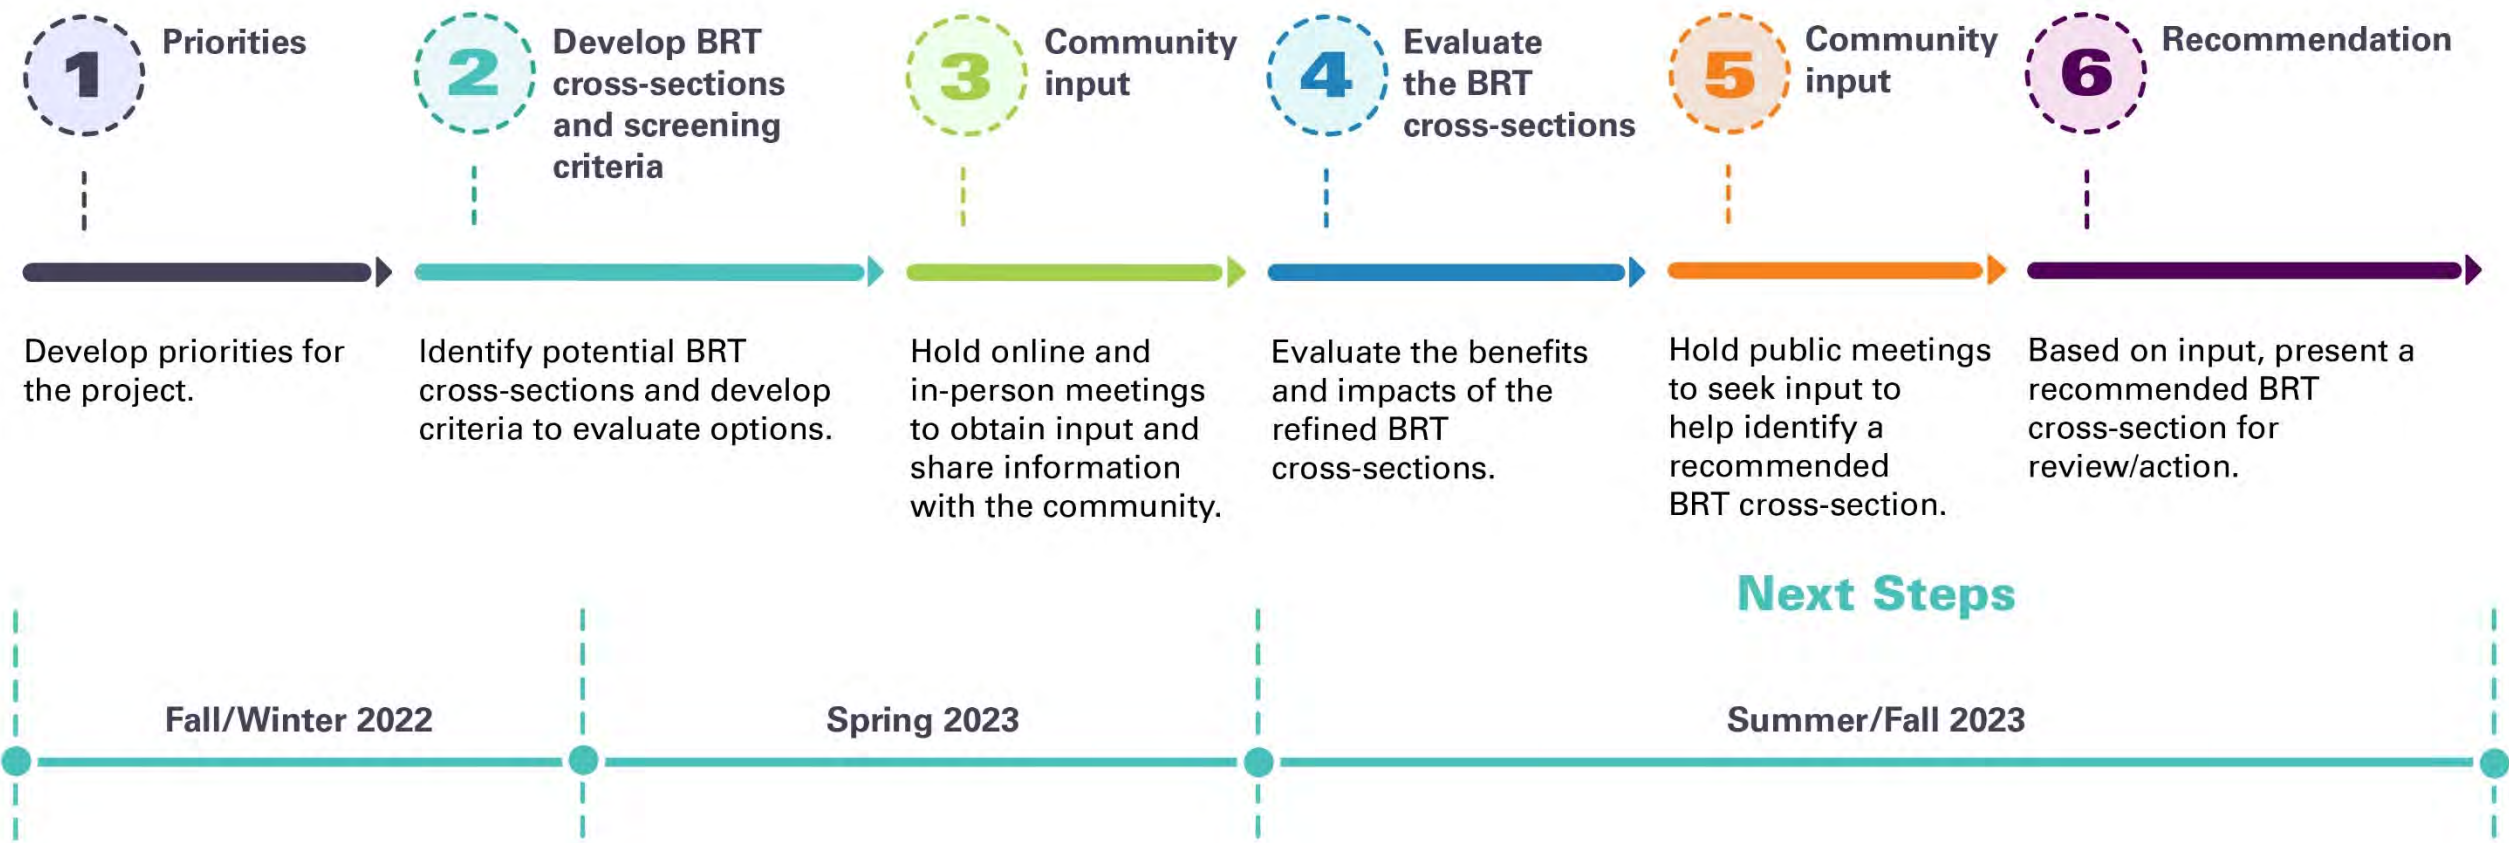 1
Priorities
2
Develop BRT
cross-sections
and screening
criteria
3
Community
input
4
Evaluate
the BRT
cross-sections
5
Community
input
6
Recommendation
Develop priorities for
the project.
Identify potential BRT
cross-sections and develop
criteria to evaluate options.
Hold online and
in-person meetings
to obtain input and
share information
with the community.
Evaluate the benefits
and impacts of the
refined BRT
cross-sections.
Hold public meetings
to seek input to
help identify a
recommended
BRT cross-section.
Based on input, present a
recommended BRT
cross-section for
review/action.
Next Steps
Fall/Winter 2022
Spring 2023
Summer/Fall 2023